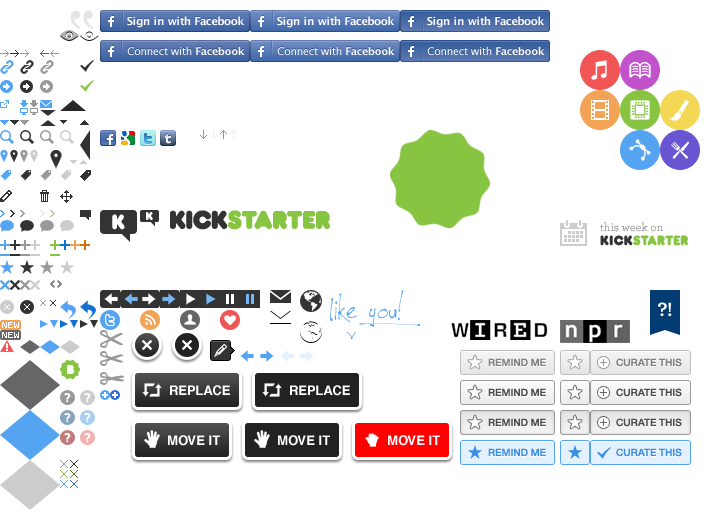 Sign in with Facebook Sign in with Facebook Sign in with Facebook
Connect with Facebook Connect with Facebook Connect with Facebook
K K KICKSTARTER
this week on
KICKSTARTER
like you!
?!
NEW
NEW
WIRED npr
REMIND ME CURATE THIS
REPLACE REPLACE
REMIND ME CURATE THIS
REMIND ME CURATE THIS
MOVE IT MOVE IT MOVE IT
REMIND ME CURATE THIS